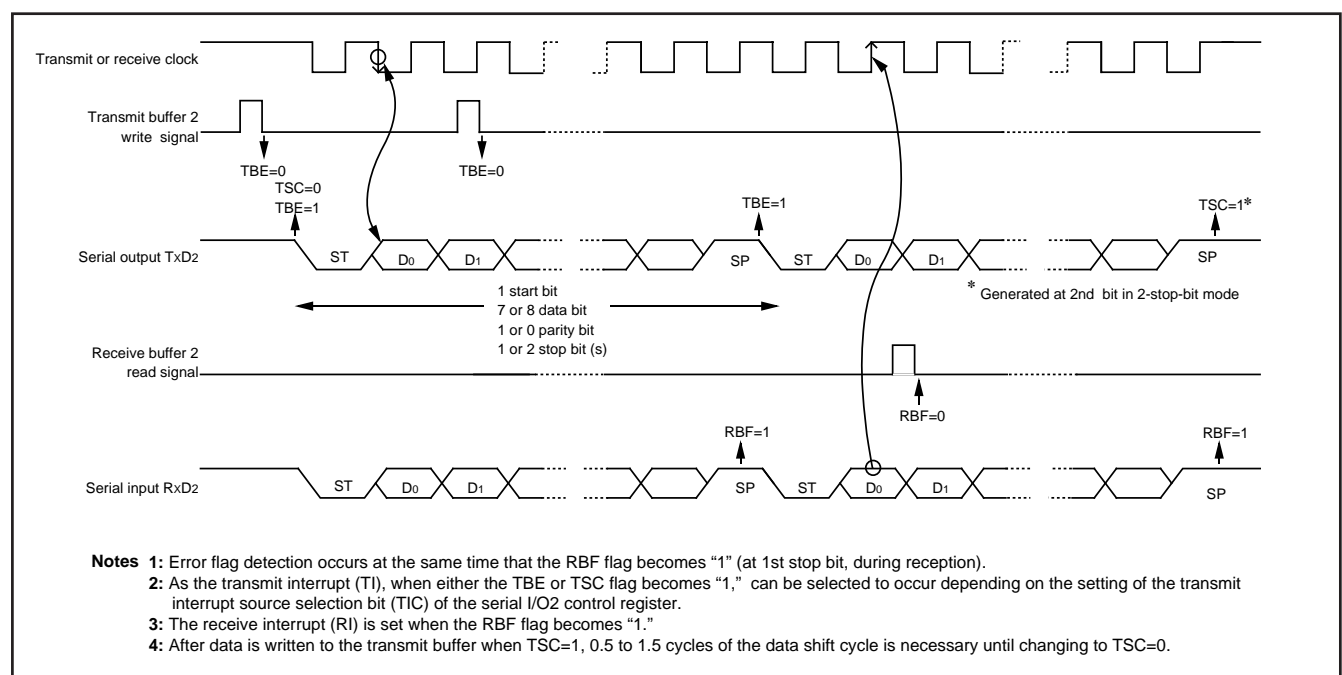 Transmit or receive clock
Transmit buffer 2
write signal
TBE=0
TBE=0
TSC=0
TBE=1
TBE=1
TSC=1*
Serial output TxD2
ST
D0
D1
SP
ST
D0
D1
SP
* Generated at 2nd bit in 2-stop-bit mode
1 start bit
7 or 8 data bit
1 or 0 parity bit
1 or 2 stop bit (s)
Receive buffer 2
read signal
RBF=0
RBF=1
RBF=1
Serial input RxD2
ST
D0
D1
SP
ST
D0
D1
SP
Notes 1: Error flag detection occurs at the same time that the RBF flag becomes “1” (at 1st stop bit, during reception).
2: As the transmit interrupt (TI), when either the TBE or TSC flag becomes “1,” can be selected to occur depending on the setting of the transmit
interrupt source selection bit (TIC) of the serial I/O2 control register.
3: The receive interrupt (RI) is set when the RBF flag becomes “1.”
4: After data is written to the transmit buffer when TSC=1, 0.5 to 1.5 cycles of the data shift cycle is necessary until changing to TSC=0.